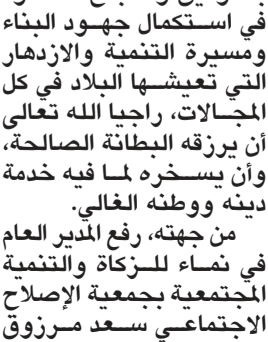 في استكمال جهود البناء
ومسيرة التنمية والازدهار
التي تعيشها البلاد في كل
المجالات، راجيا الله تعالى
أن يرزقه البطانة الصالحة،
وأن يسخره لما فيه خدمة
دينه ووطنه الغالي.
من جهته، رفع المدير العام
في نماء للزكاة والتنمية
المجتمعية بجمعية الإصلاح
الاجتماعي سعد مرزوق